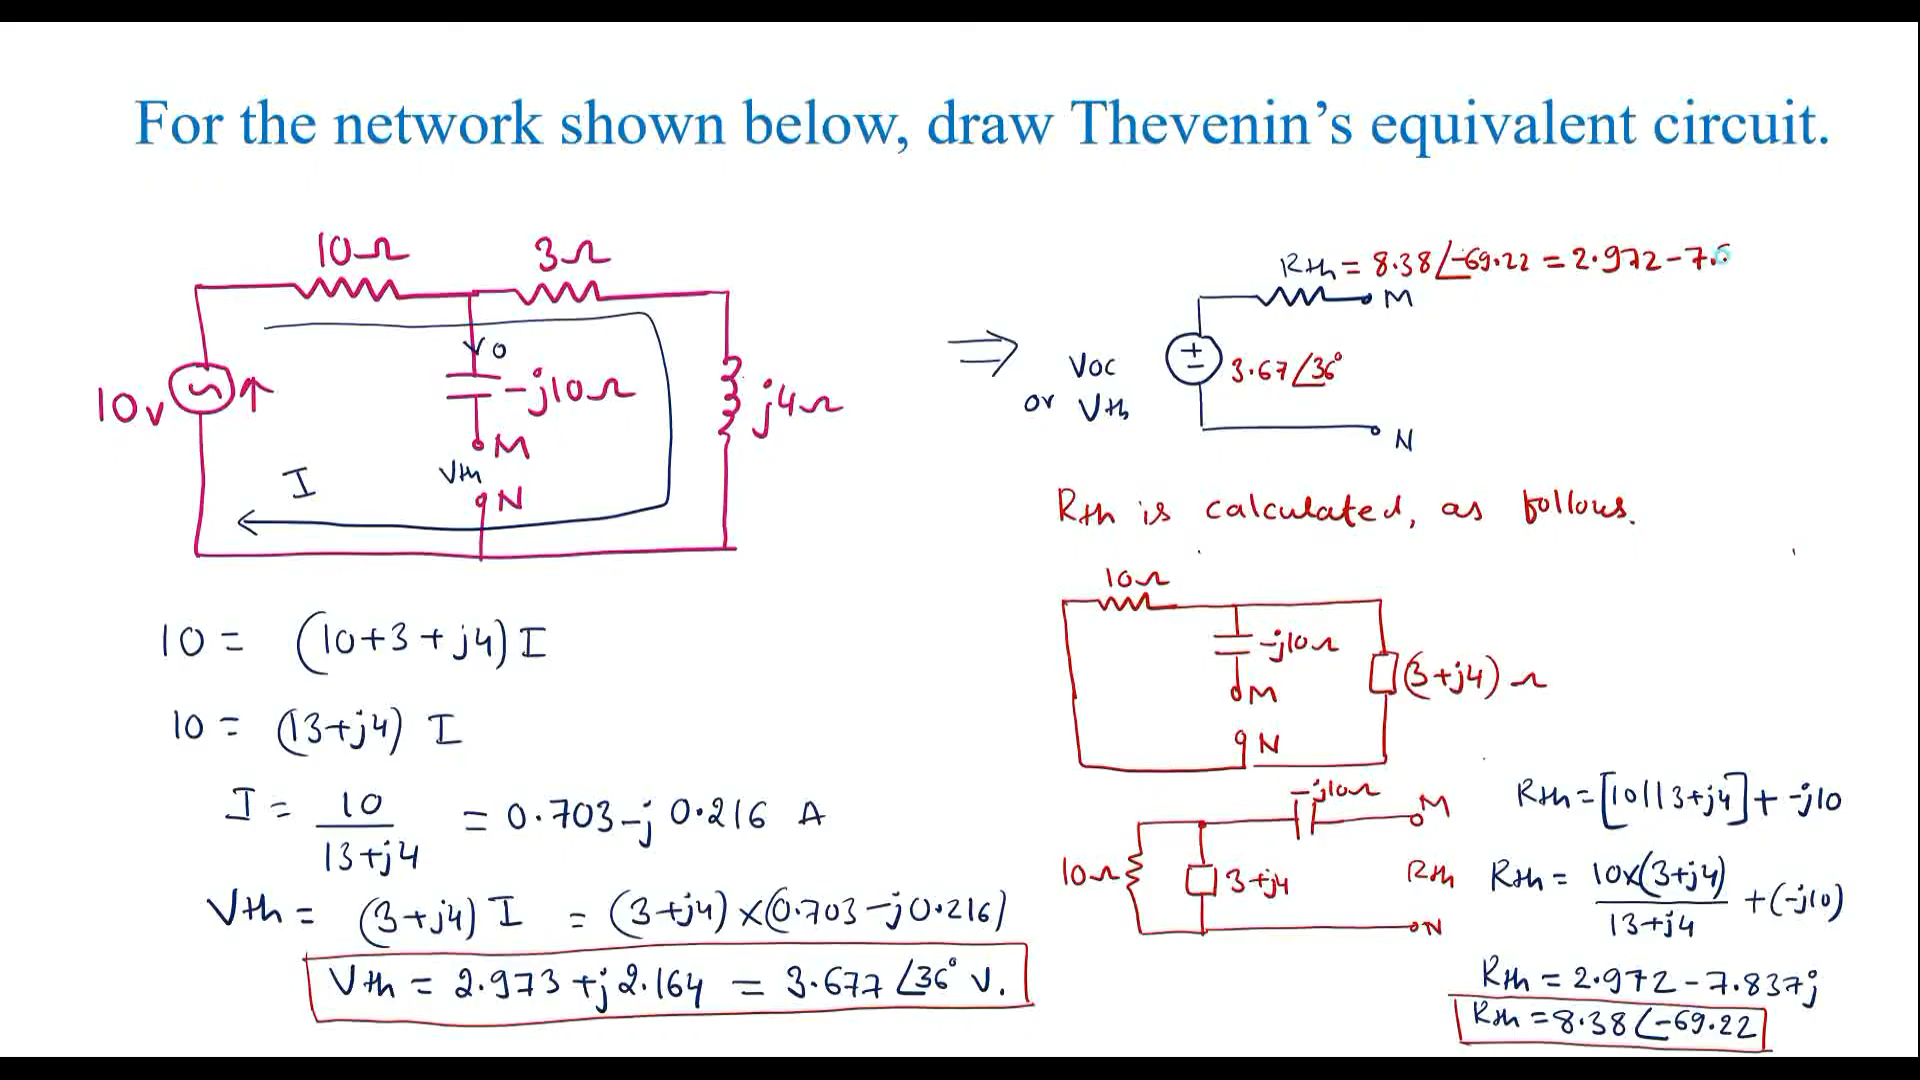 For the network shown below, draw Thevenin's equivalent circuit.
10Ω
3Ω
10v
vo
-j10Ω
M
Vth
N
j4Ω
I
10 = (10+3+j4) I
10 = (13+j4) I
I = 10 / 13+j4 = 0.703-j 0.216 A
Vth = (3+j4) I = (3+j4)×(0.703-j0.216)
Vth = 2.973+j2.164 = 3.677 ∠36° V.
⇒
Rth = 8.38∠-69.22 = 2.972-7.
M
Voc
or Vth
+
-
3.67∠36°
N
Rth is calculated, as follows.
10Ω
-j10Ω
M
N
(3+j4)Ω
-j10Ω
M
10Ω
3+j4
Rth
N
Rth = [10||3+j4] + -j10
Rth = 10×(3+j4) / 13+j4 + (-j10)
Rth = 2.972-7.837j
Rth = 8.38∠-69.22